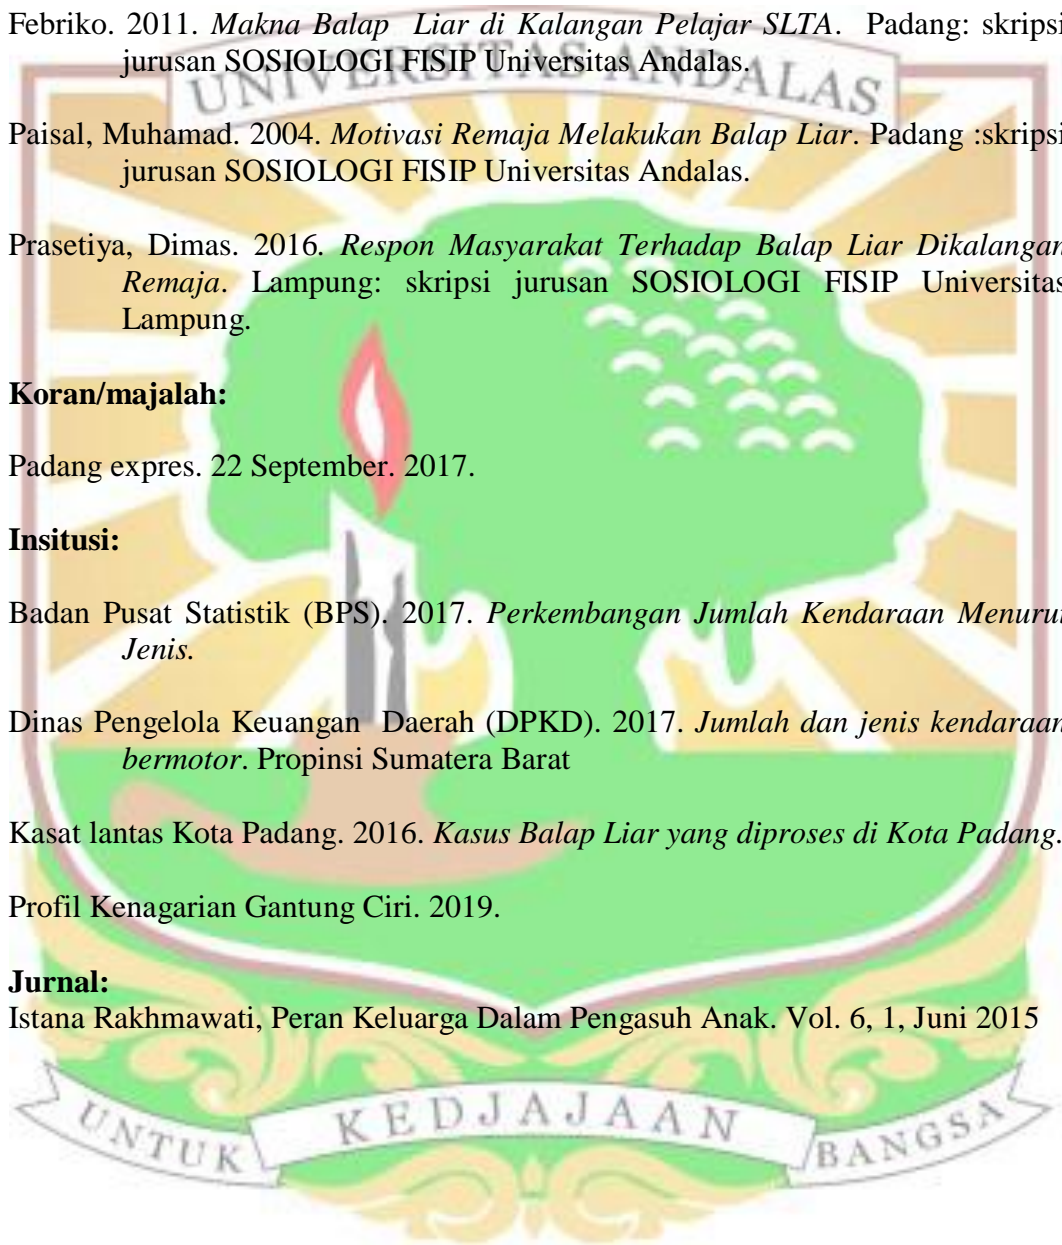 Febriko. 2011. Makna Balap Liar di Kalangan Pelajar SLTA. Padang: skripsi
jurusan SOSIOLOGI FISIP Universitas Andalas.
UNIVERSITAS ANDALAS
Paisal, Muhamad. 2004. Motivasi Remaja Melakukan Balap Liar. Padang :skripsi
jurusan SOSIOLOGI FISIP Universitas Andalas.
Prasetiya, Dimas. 2016. Respon Masyarakat Terhadap Balap Liar Dikalangan
Remaja. Lampung: skripsi jurusan SOSIOLOGI FISIP Universitas
Lampung.
Koran/majalah:
Padang expres. 22 September. 2017.
Insitusi:
Badan Pusat Statistik (BPS). 2017. Perkembangan Jumlah Kendaraan Menurut
Jenis.
Dinas Pengelola Keuangan Daerah (DPKD). 2017. Jumlah dan jenis kendaraan
bermotor. Propinsi Sumatera Barat
Kasat lantas Kota Padang. 2016. Kasus Balap Liar yang diproses di Kota Padang.
Profil Kenagarian Gantung Ciri. 2019.
Jurnal:
Istana Rakhmawati, Peran Keluarga Dalam Pengasuh Anak. Vol. 6, 1, Juni 2015
UNTUK KEDJAJAAN BANGSA